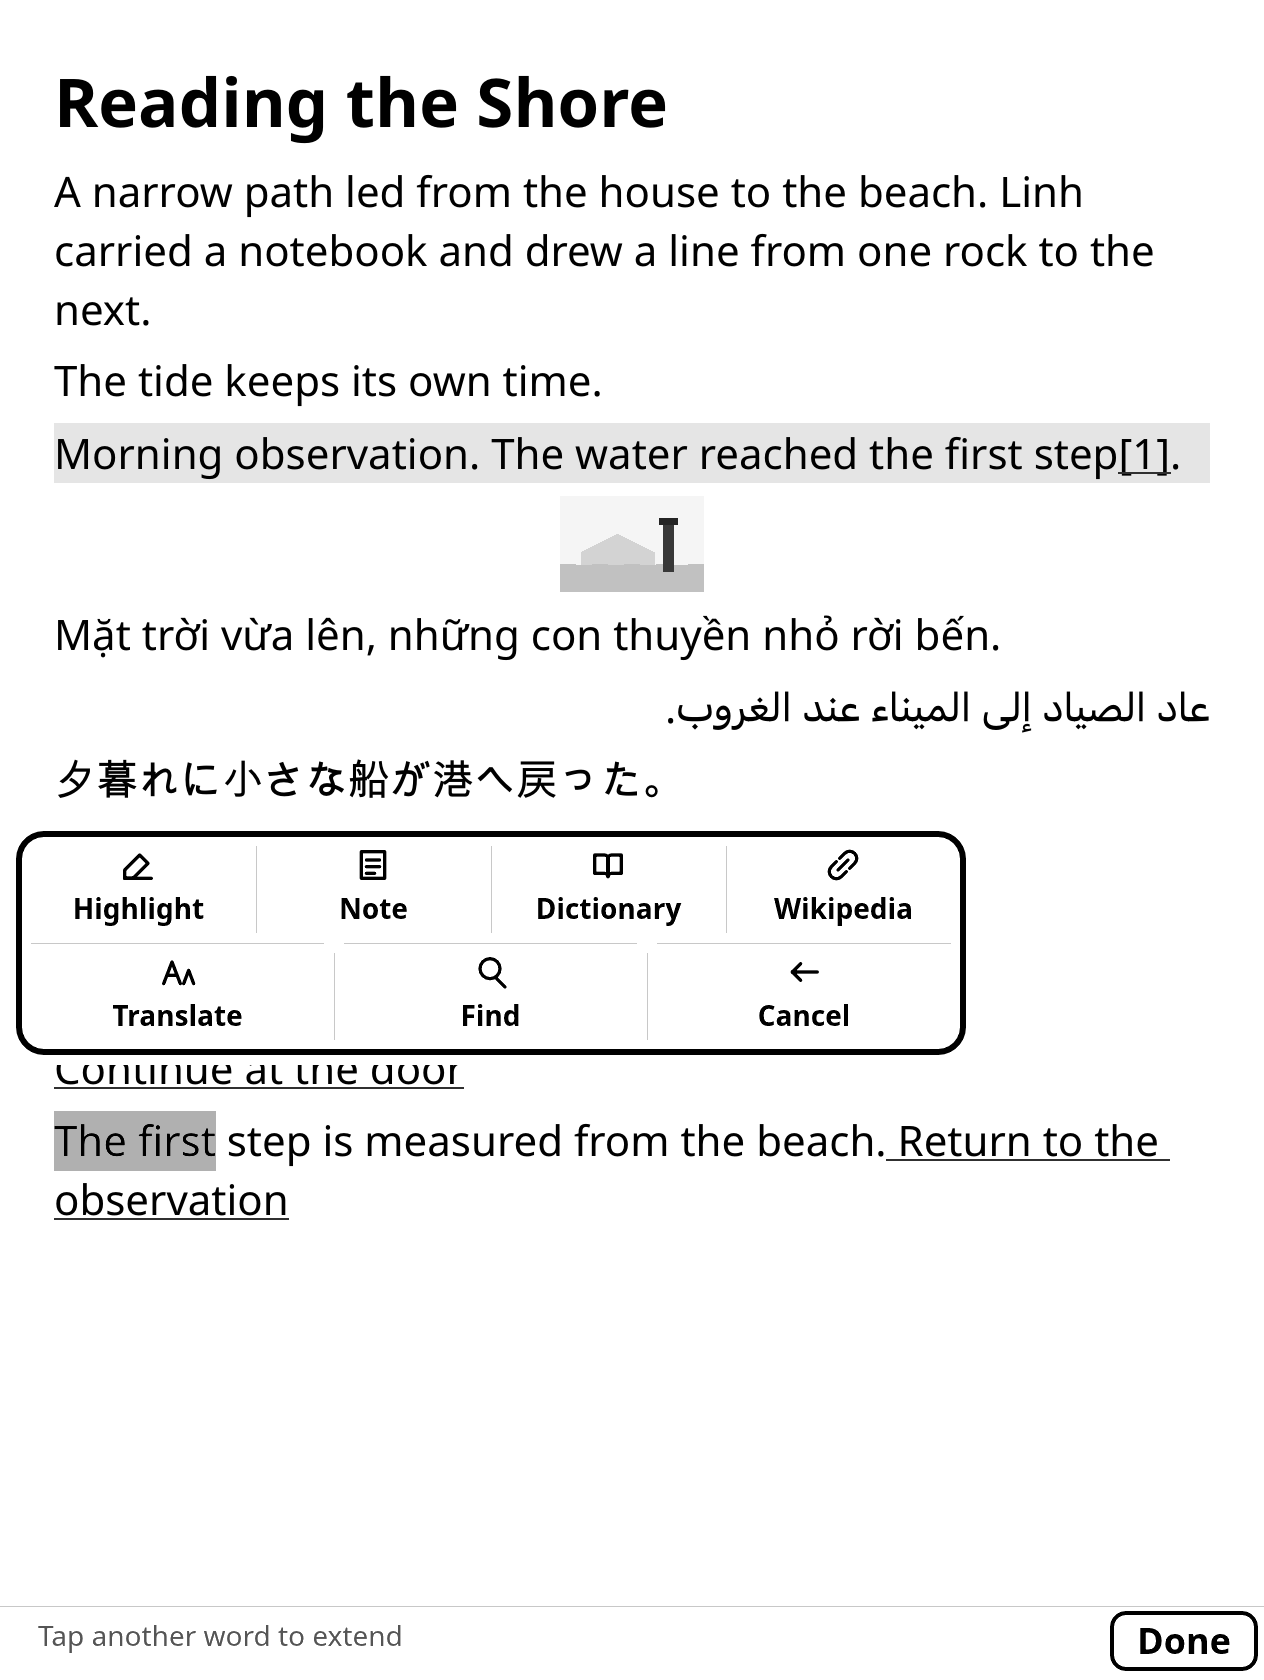 Reading the Shore
A narrow path led from the house to the beach. Linh
carried a notebook and drew a line from one rock to the
next.
The tide keeps its own time.
Morning observation. The water reached the first step[1].
Mặt trời vừa lên, những con thuyền nhỏ rời bến.
عاد الصياد إلى الميناء عند الغروب.
夕暮れに小さな船が港へ戻った。
Highlight Note Dictionary Wikipedia
Translate Find Cancel
Continue at the door
The first step is measured from the beach. Return to the
observation
Tap another word to extend Done